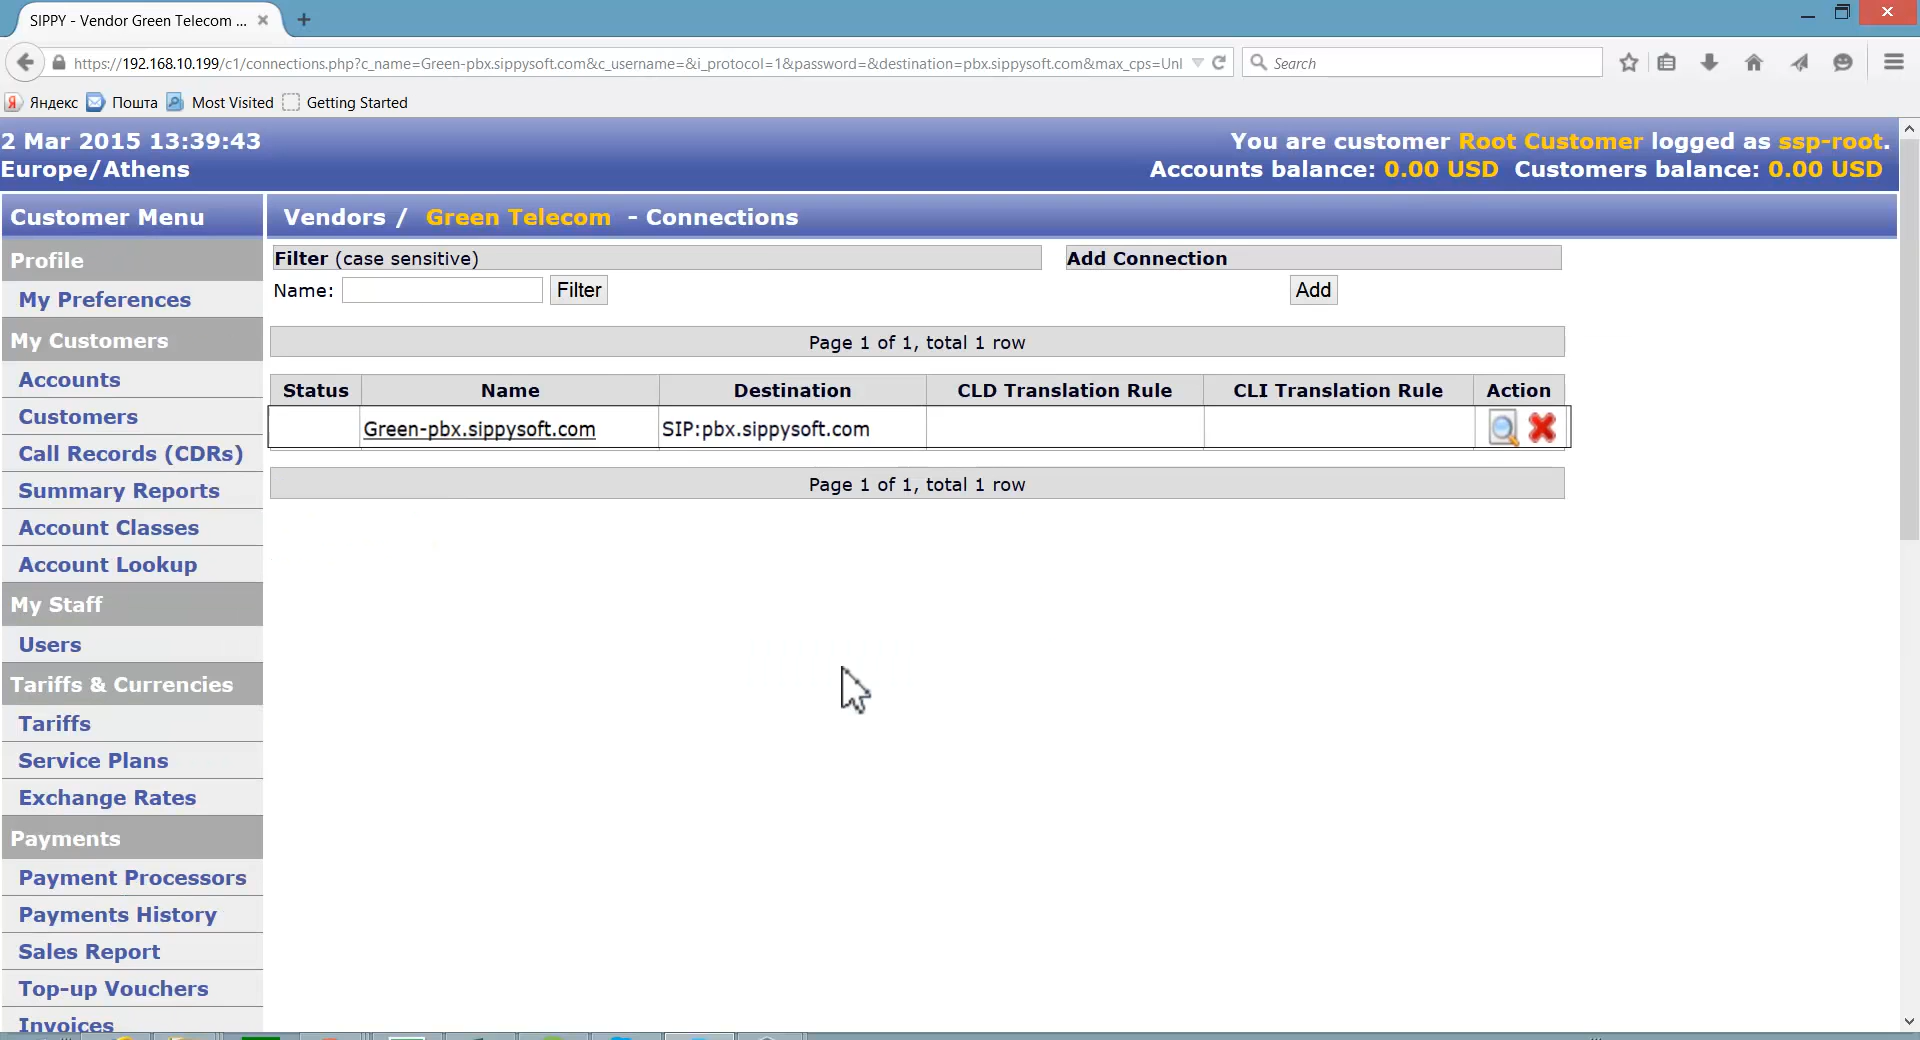 SIPPY - Vendor Green Telecom ...
https://192.168.10.199/c1/connections.php?c_name=Green-pbx.sippysoft.com&c_username=&i_protocol=1&password=&destination=pbx.sippysoft.com&max_cps=Unl
Search
Яндекс Пошта Most Visited Getting Started
2 Mar 2015 13:39:43
Europe/Athens
You are customer Root Customer logged as ssp-root.
Accounts balance: 0.00 USD Customers balance: 0.00 USD
Customer Menu
Profile
My Preferences
My Customers
Accounts
Customers
Call Records (CDRs)
Summary Reports
Account Classes
Account Lookup
My Staff
Users
Tariffs & Currencies
Tariffs
Service Plans
Exchange Rates
Payments
Payment Processors
Payments History
Sales Report
Top-up Vouchers
Invoices
Vendors / Green Telecom - Connections
Filter (case sensitive)
Name: Filter
Add Connection
Add
Page 1 of 1, total 1 row
Status Name Destination CLD Translation Rule CLI Translation Rule Action
Green-pbx.sippysoft.com SIP:pbx.sippysoft.com
Page 1 of 1, total 1 row